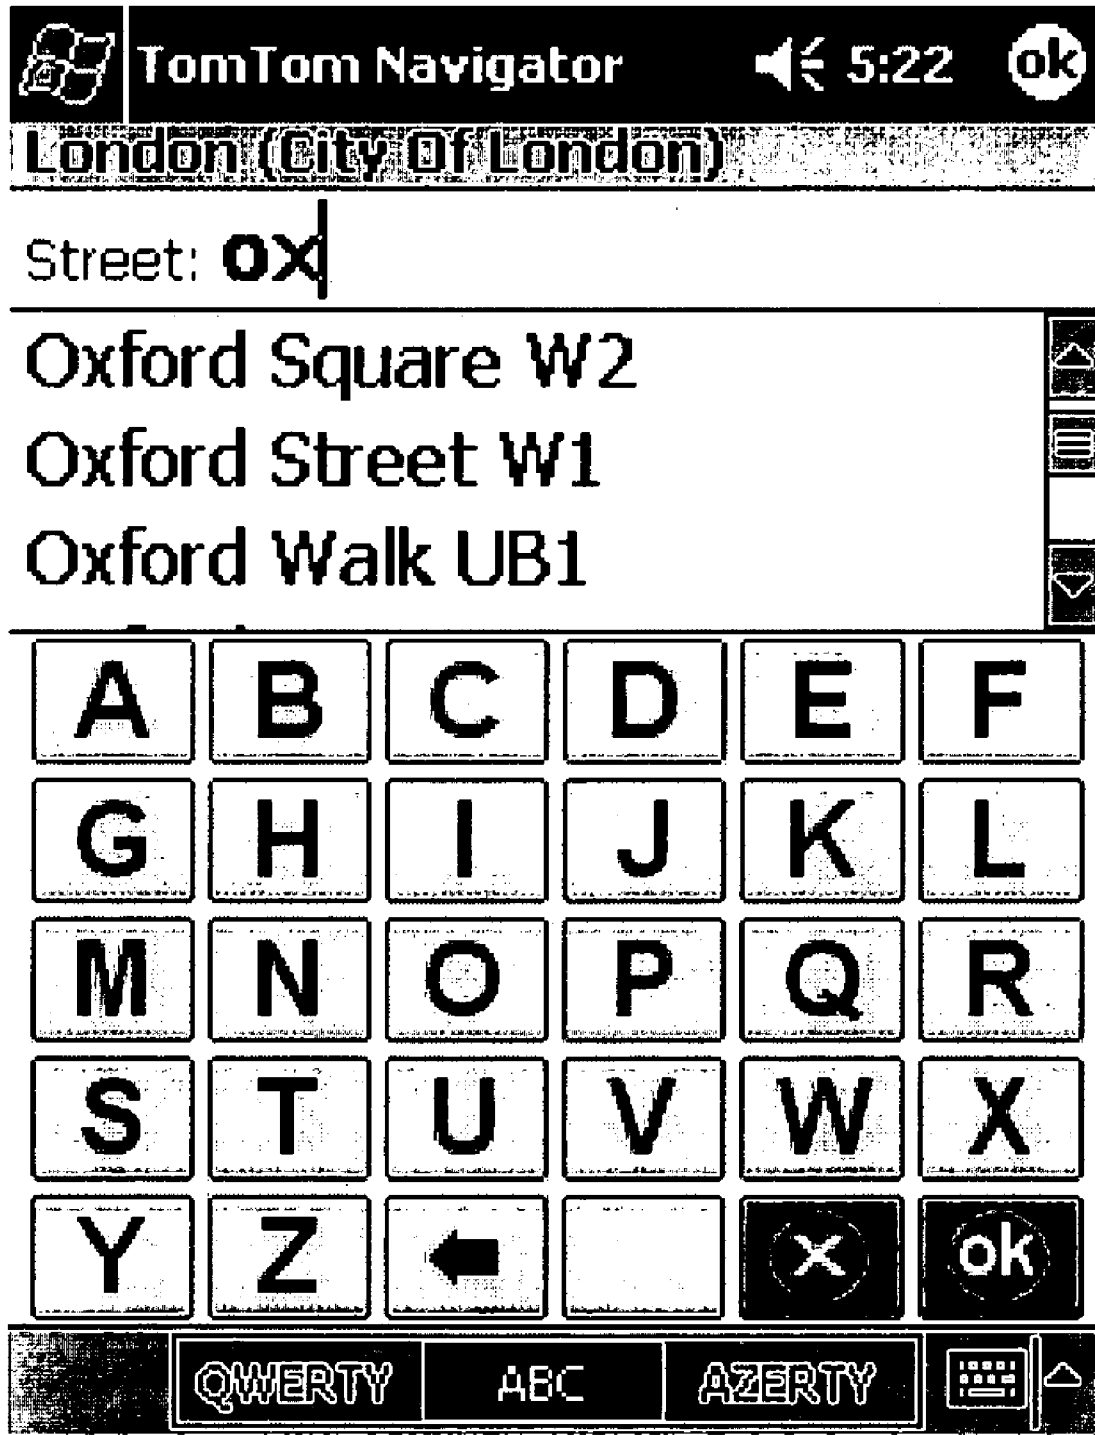 TomTom Navigator 5:22 ok
London (City Of London)
Street: ox
Oxford Square W2
Oxford Street W1
Oxford Walk UB1
A B C D E F
G H I J K L
M N O P Q R
S T U V W X
Y Z ok
QWERTY ABC AZERTY